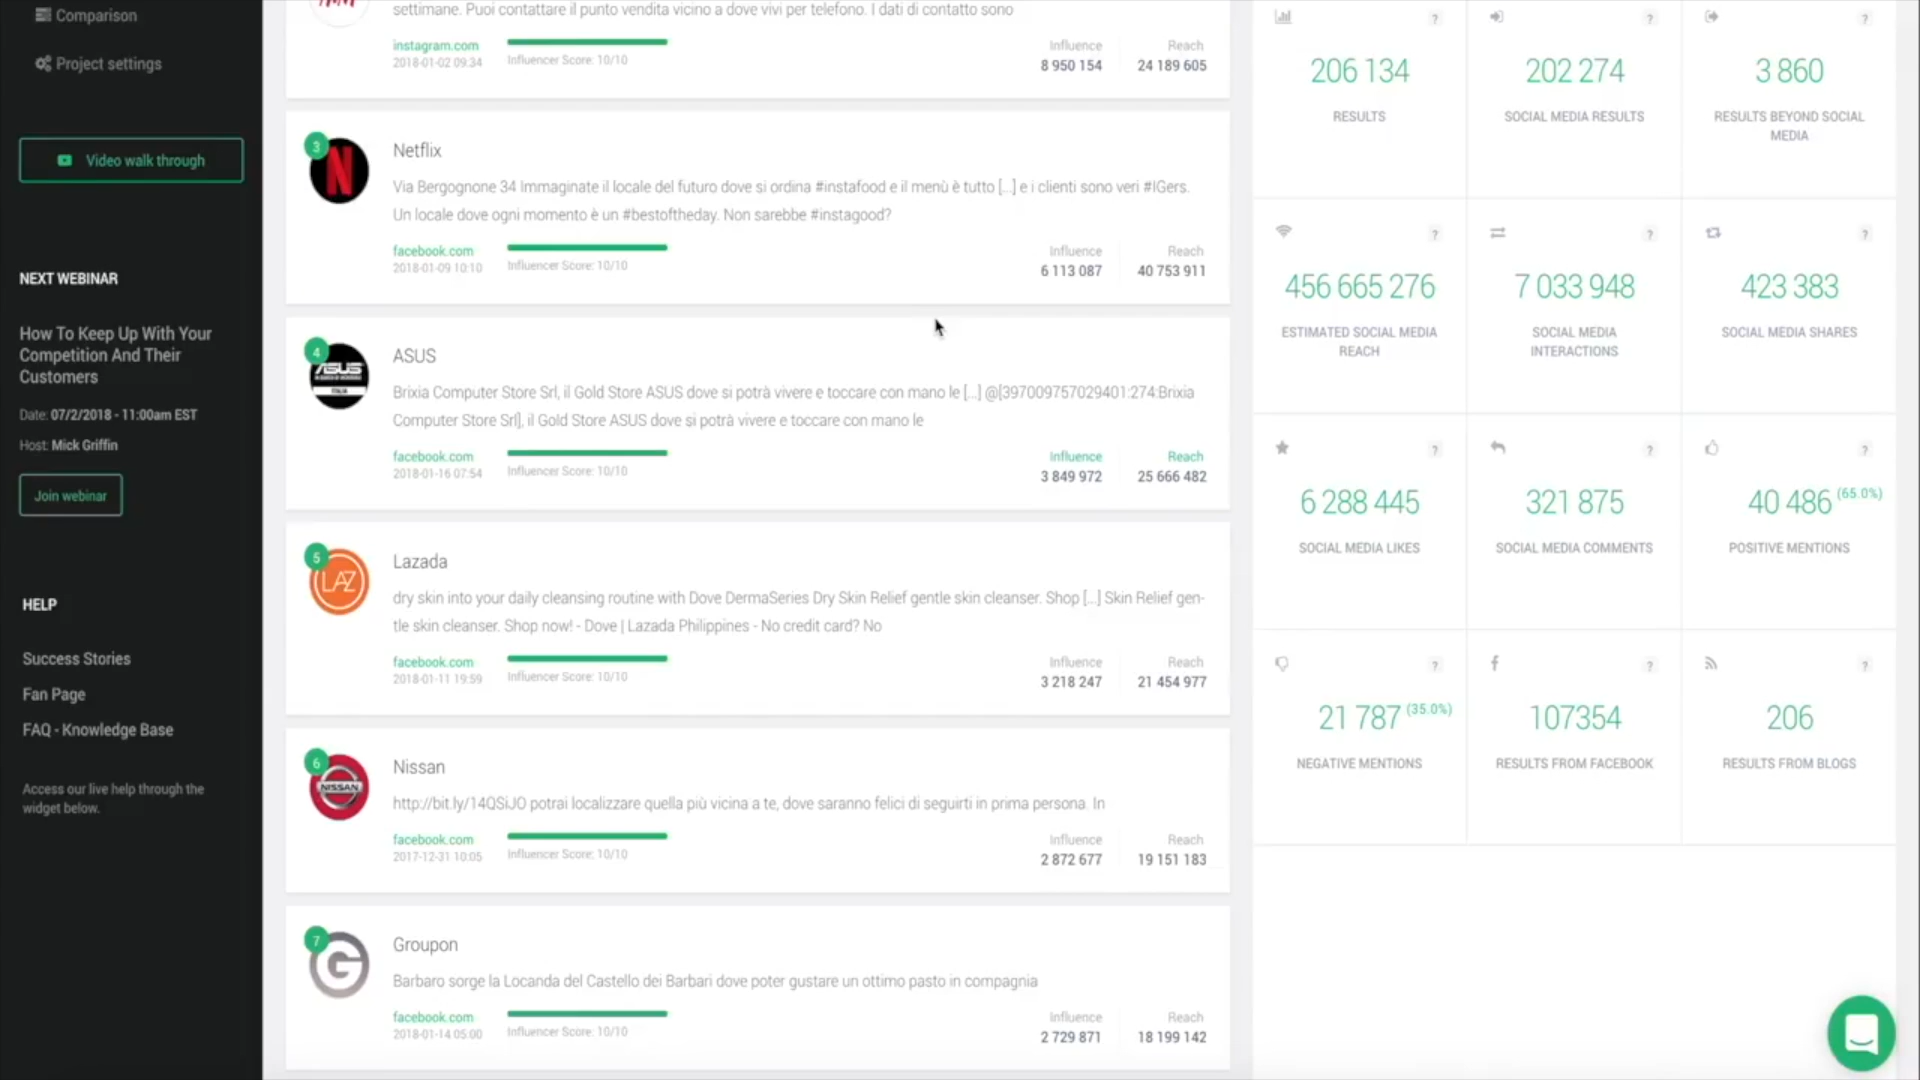 Comparison
Project settings
Video walk through
NEXT WEBINAR
How To Keep Up With Your
Competition And Their
Customers
Date: 07/2/2018 - 11:00am EST
Host: Mick Griffin
Join webinar
HELP
Success Stories
Fan Page
FAQ - Knowledge Base
Access our live help through the
widget below.
settimane. Puoi contattare il punto vendita vicino a dove vivi per telefono. I dati di contatto sono
instagram.com
2018-01-02 09:34
Influencer Score: 10/10
Influence
8 950 154
Reach
24 189 605
3
N
Netflix
Via Bergognone 34 Immaginate il locale del futuro dove si ordina #instafood e il menù è tutto [...] e i clienti sono veri #IGers.
Un locale dove ogni momento è un #bestoftheday. Non sarebbe #instagood?
facebook.com
2018-01-09 10:10
Influencer Score: 10/10
Influence
6 113 087
Reach
40 753 911
4
ASUS
ITALIA
ASUS
Brixia Computer Store Srl, il Gold Store ASUS dove si potrà vivere e toccare con mano le [...] @[397009757029401:274:Brixia
Computer Store Srl], il Gold Store ASUS dove si potrà vivere e toccare con mano le
facebook.com
2018-01-16 07:54
Influencer Score: 10/10
Influence
3 849 972
Reach
25 666 482
5
LAZ
Lazada
dry skin into your daily cleansing routine with Dove DermaSeries Dry Skin Relief gentle skin cleanser. Shop [...] Skin Relief gen-
tle skin cleanser. Shop now! - Dove | Lazada Philippines - No credit card? No
facebook.com
2018-01-11 19:59
Influencer Score: 10/10
Influence
3 218 247
Reach
21 454 977
6
NISSAN
Nissan
http://bit.ly/14QSiJO potrai localizzare quella più vicina a te, dove saranno felici di seguirti in prima persona. In
facebook.com
2017-12-31 10:05
Influencer Score: 10/10
Influence
2 872 677
Reach
19 151 183
7
G
Groupon
Barbaro sorge la Locanda del Castello dei Barbari dove poter gustare un ottimo pasto in compagnia
facebook.com
2018-01-14 05:00
Influencer Score: 10/10
Influence
2 729 871
Reach
18 199 142
?
206 134
RESULTS
?
202 274
SOCIAL MEDIA RESULTS
?
3 860
RESULTS BEYOND SOCIAL
MEDIA
?
456 665 276
ESTIMATED SOCIAL MEDIA
REACH
?
7 033 948
SOCIAL MEDIA
INTERACTIONS
?
423 383
SOCIAL MEDIA SHARES
?
6 288 445
SOCIAL MEDIA LIKES
?
321 875
SOCIAL MEDIA COMMENTS
?
40 486 (65.0%)
POSITIVE MENTIONS
?
21 787 (35.0%)
NEGATIVE MENTIONS
?
107354
RESULTS FROM FACEBOOK
?
206
RESULTS FROM BLOGS